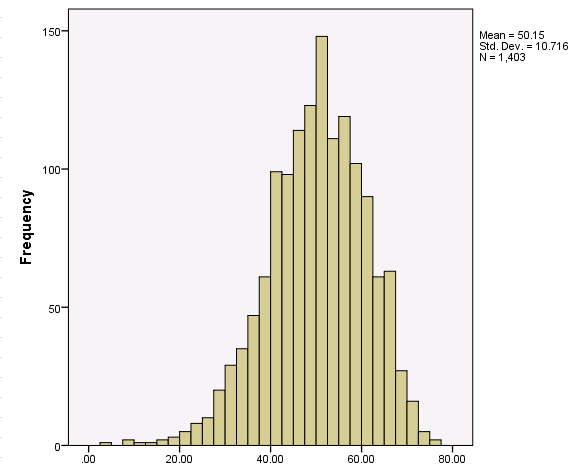 Mean = 50.15
Std. Dev. = 10.716
N = 1,403
150
100
50
0
Frequency
.00 20.00 40.00 60.00 80.00